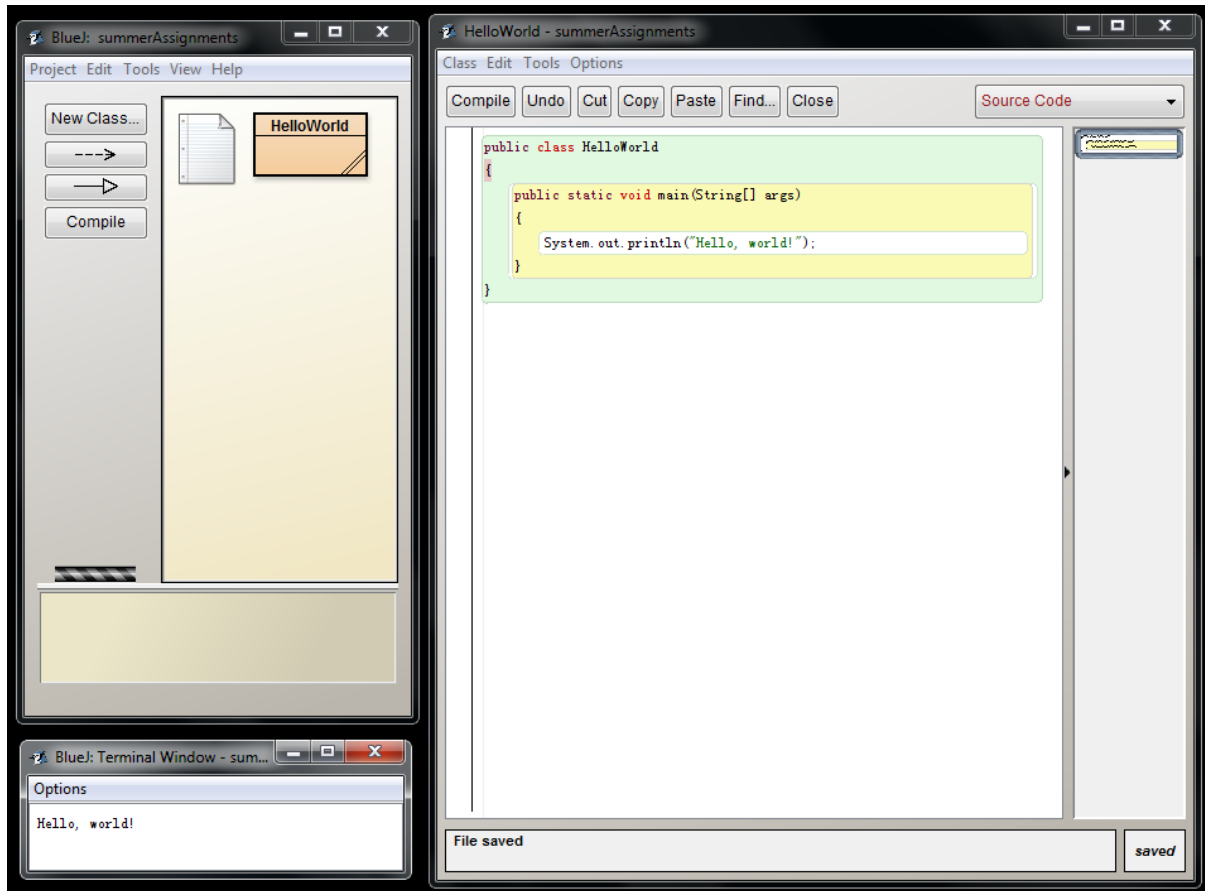 BlueJ: summerAssignments
Project Edit Tools View Help
New Class...
HelloWorld
Compile
BlueJ: Terminal Window - sum...
Options
Hello, world!
HelloWorld - summerAssignments
Class Edit Tools Options
Compile Undo Cut Copy Paste Find... Close Source Code
public class HelloWorld
{
public static void main(String[] args)
{
System.out.println("Hello, world!");
}
}
File saved
saved